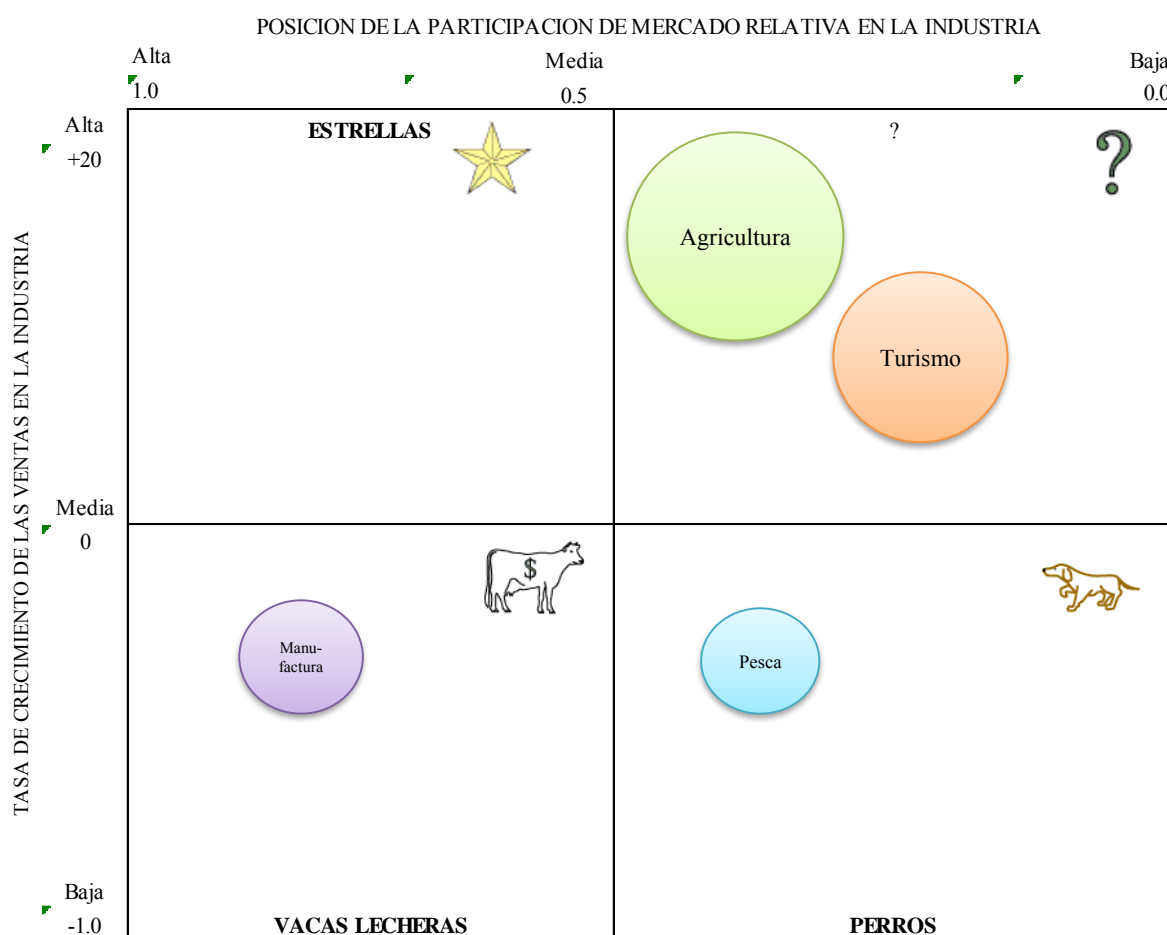 POSICION DE LA PARTICIPACION DE MERCADO RELATIVA EN LA INDUSTRIA
Alta
Media
Baja
1.0
0.5
0.0
TASA DE CRECIMIENTO DE LAS VENTAS EN LA INDUSTRIA
Alta
+20
ESTRELLAS
?
?
Agricultura
Turismo
Media
0
$
Manu-
factura
Pesca
Baja
-1.0
VACAS LECHERAS
PERROS